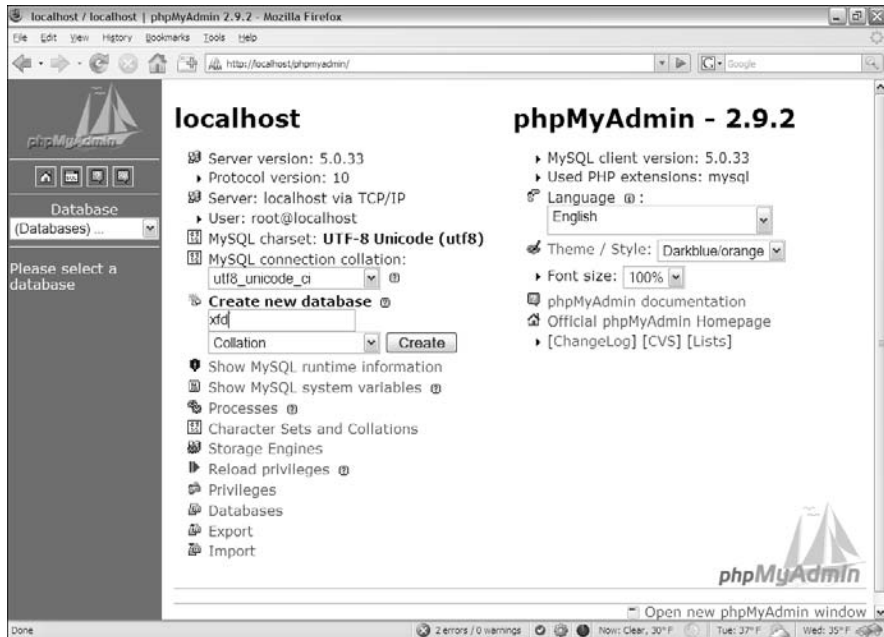 localhost / localhost | phpMyAdmin 2.9.2 - Mozilla Firefox
File Edit View History Bookmarks Tools Help
http://localhost/phpmyadmin/
Google
phpMyAdmin
Database
(Databases) ...
Please select a
database
localhost
Server version: 5.0.33
Protocol version: 10
Server: localhost via TCP/IP
User: root@localhost
MySQL charset: UTF-8 Unicode (utf8)
MySQL connection collation:
utf8_unicode_ci
Create new database
xfd
Collation
Create
Show MySQL runtime information
Show MySQL system variables
Processes
Character Sets and Collations
Storage Engines
Reload privileges
Privileges
Databases
Export
Import
phpMyAdmin - 2.9.2
MySQL client version: 5.0.33
Used PHP extensions: mysql
Language :
English
Theme / Style: Darkblue/orange
Font size: 100%
phpMyAdmin documentation
Official phpMyAdmin Homepage
[ChangeLog] [CVS] [Lists]
phpMyAdmin
Open new phpMyAdmin window
Done
2 errors / 0 warnings
Now: Clear, 30°F
Tue: 37°F
Wed: 35°F